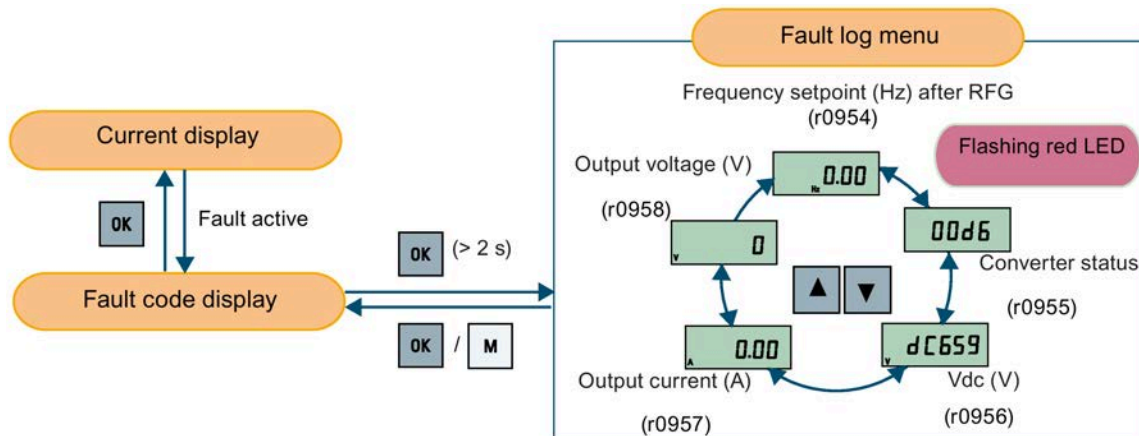 Fault log menu
Frequency setpoint (Hz) after RFG
(r0954)
Current display
Flashing red LED
Output voltage (V)
Hz 0.00
(r0958)
OK
Fault active
OK (> 2 s)
V 0
00d6
Converter status
(r0955)
Fault code display
▲ ▼
OK / M
A 0.00
V dC659
Output current (A)
Vdc (V)
(r0957)
(r0956)